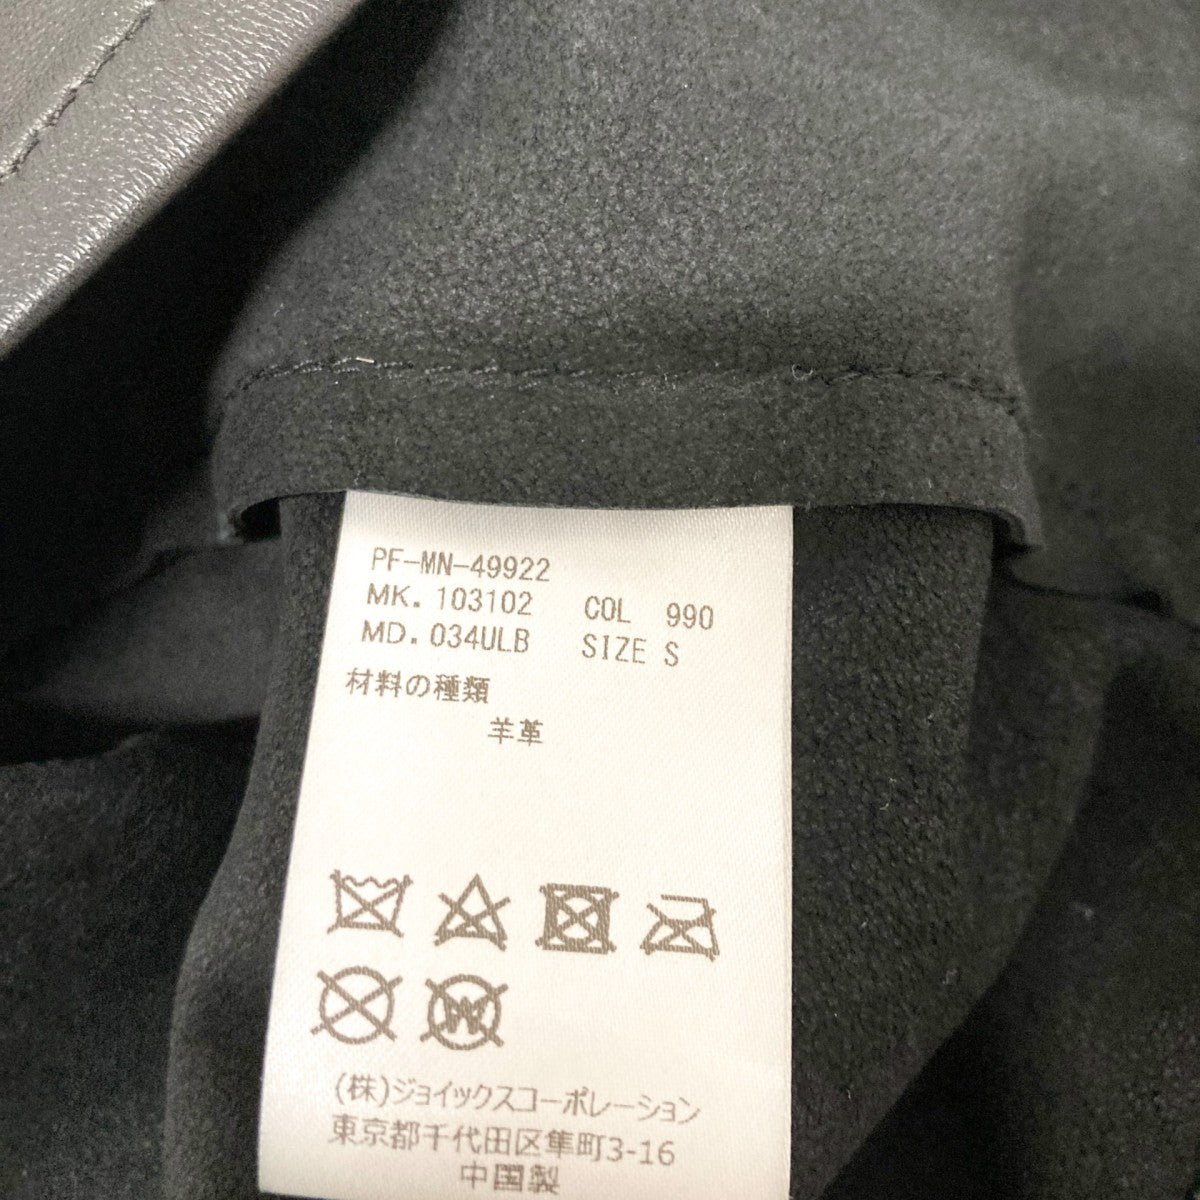 PF-MN-49922
MK. 103102 COL 990
MD. 034ULB SIZE S
材料の種類
羊革
W
(株)ジョイックスコーポレーション
東京都千代田区隼町3-16
中国製